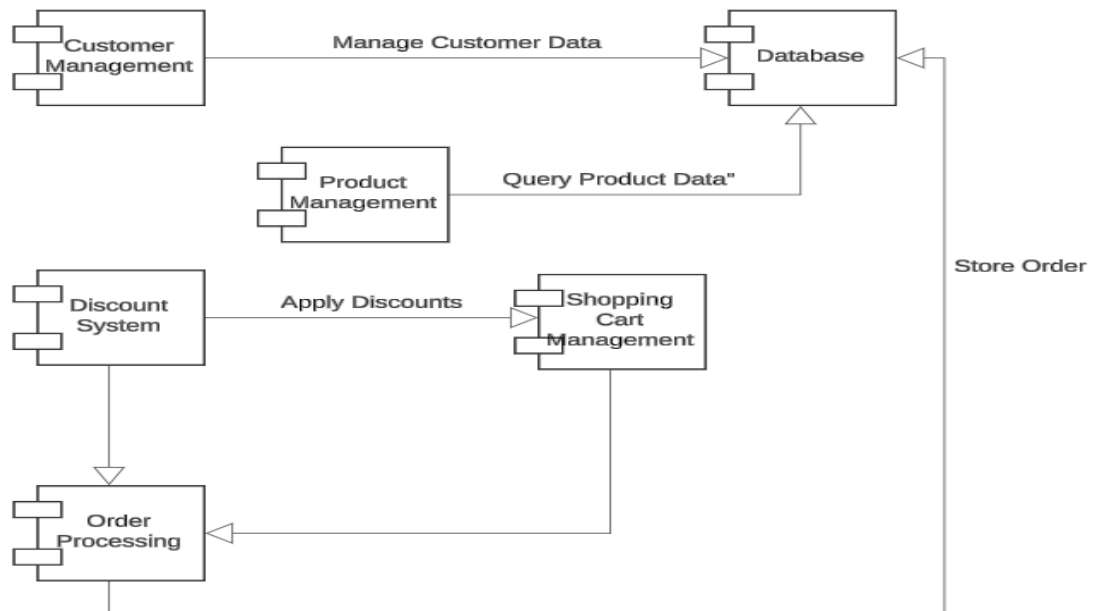 Customer
Management
Manage Customer Data
Database
Product
Management
Query Product Data"
Store Order
Discount
System
Apply Discounts
Shopping
Cart
Management
Order
Processing